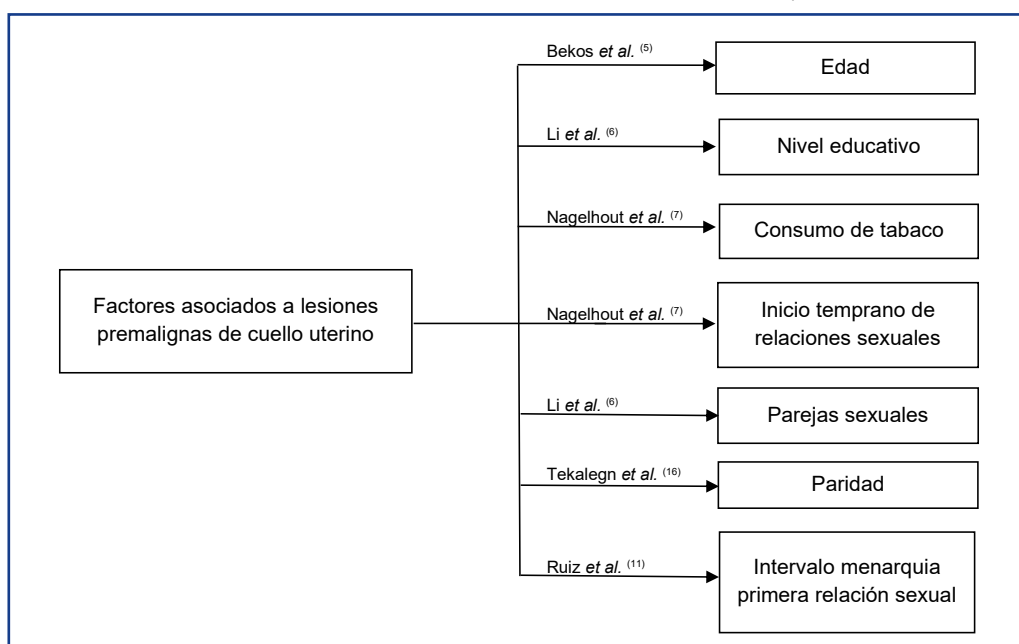 Bekos et al. (5)
Edad
Li et al. (6)
Nivel educativo
Nagelhout et al. (7)
Consumo de tabaco
Factores asociados a lesiones
premalignas de cuello uterino
Nagelhout et al. (7)
Inicio temprano de
relaciones sexuales
Li et al. (6)
Parejas sexuales
Tekalegn et al. (16)
Paridad
Ruiz et al. (11)
Intervalo menarquia
primera relación sexual